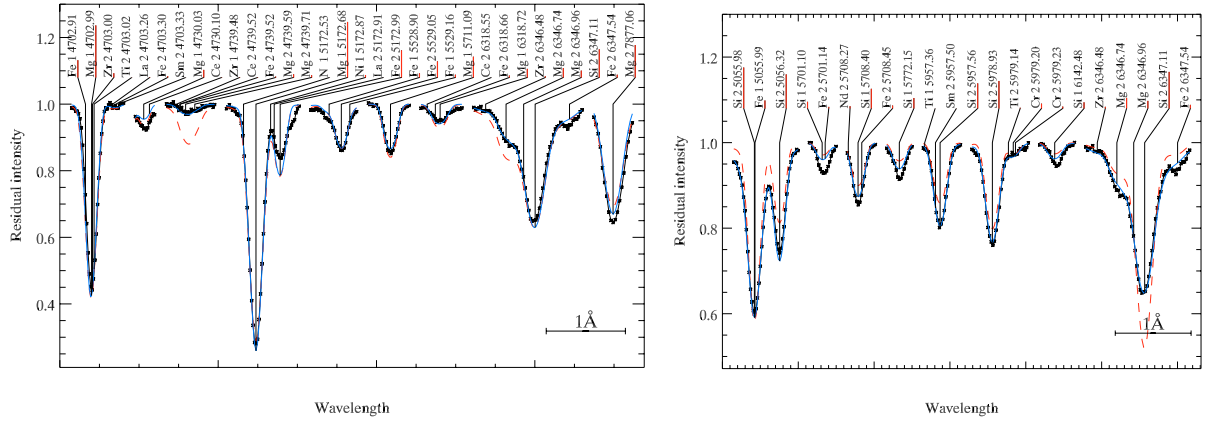 Fe 1 4702.91
Mg 1 4702.99
Zr 2 4703.00
Ti 2 4703.02
La 2 4703.26
Fe 2 4703.30
Sm 2 4703.33
Mg 1 4730.03
Ce 2 4730.10
Zr 1 4739.48
Ce 2 4739.52
Fe 2 4739.52
Mg 2 4739.59
Mg 2 4739.71
N 1 5172.53
Mg 1 5172.68
Ni 1 5172.87
La 2 5172.91
Fe 2 5172.99
Fe 1 5528.90
Fe 2 5529.05
Fe 1 5529.16
Mg 1 5711.09
Ce 2 6318.55
Fe 2 6318.66
Mg 1 6318.72
Zr 2 6346.48
Mg 2 6346.74
Mg 2 6346.96
Si 2 6347.11
Fe 2 6347.54
Mg 2 7877.06
1.2
1.0
0.8
0.6
0.4
Residual intensity
1Å
Wavelength
Si 2 5055.98
Fe 1 5055.99
Si 2 5056.32
Si 1 5701.10
Fe 2 5701.14
Nd 2 5708.27
Si 1 5708.40
Fe 2 5708.45
Si 1 5772.15
Ti 1 5957.36
Sm 2 5957.50
Si 2 5957.56
Si 2 5978.93
Ti 2 5979.14
Cr 2 5979.20
Cr 2 5979.23
Si 1 6142.48
Zr 2 6346.48
Mg 2 6346.74
Mg 2 6346.96
Si 2 6347.11
Fe 2 6347.54
1.2
1.0
0.8
0.6
Residual intensity
1Å
Wavelength